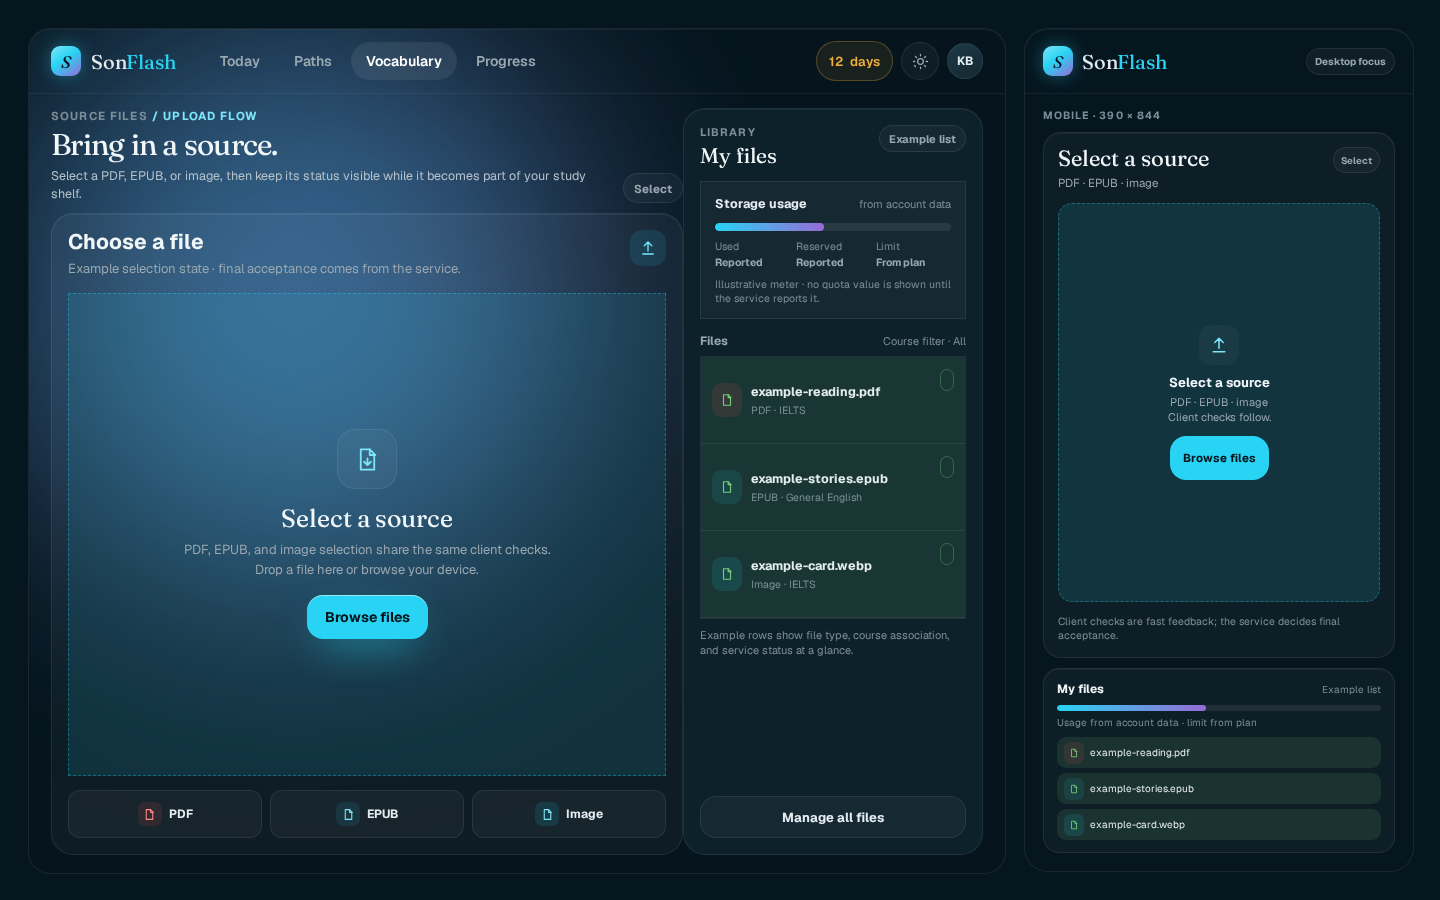 S SonFlash
Today
Paths
Vocabulary
Progress
12 days
KB
SOURCE FILES / UPLOAD FLOW
Bring in a source.
Select a PDF, EPUB, or image, then keep its status visible while it becomes part of your study
shelf.
Select
Choose a file
Example selection state · final acceptance comes from the service.
Select a source
PDF, EPUB, and image selection share the same client checks.
Drop a file here or browse your device.
Browse files
PDF
EPUB
Image
LIBRARY
My files
Example list
Storage usage
from account data
Used
Reserved
Limit
Reported
Reported
From plan
Illustrative meter · no quota value is shown until
the service reports it.
Files
Course filter · All
example-reading.pdf
PDF · IELTS
example-stories.epub
EPUB · General English
example-card.webp
Image · IELTS
Example rows show file type, course association,
and service status at a glance.
Manage all files
S SonFlash
Desktop focus
MOBILE · 390 × 844
Select a source
Select
PDF · EPUB · image
Select a source
PDF · EPUB · image
Client checks follow.
Browse files
Client checks are fast feedback; the service decides final
acceptance.
My files
Example list
Usage from account data · limit from plan
example-reading.pdf
example-stories.epub
example-card.webp